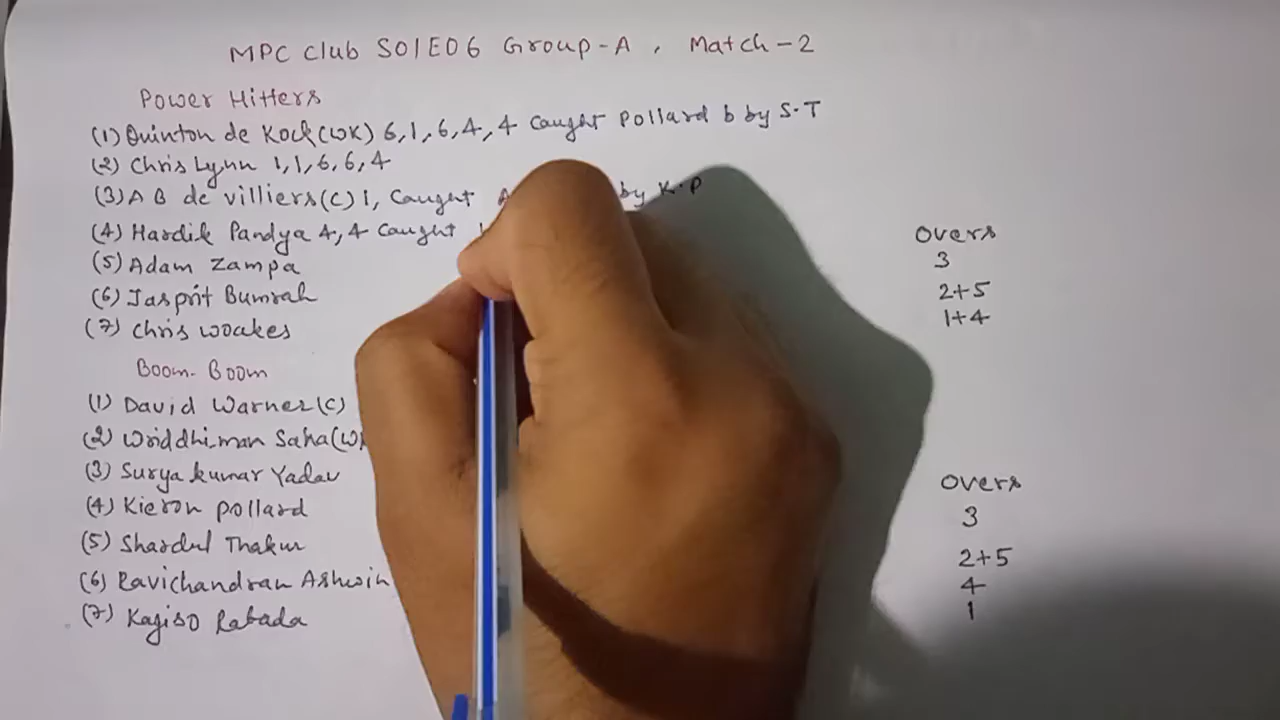 MPC Club S01E06 Group-A, Match-2
Power Hitters
(1) Quinton de Kock(WK) 6,1,6,4,4 Caught Pollard b by S.T
(2) Chris Lynn 1,1,6,6,4
(3) A B de villiers(C) 1, Caught by K.P
(4) Hardik Pandya 4,4 Caught
Overs
(5) Adam Zampa 3
(6) Jasprit Bumrah 2+5
(7) Chris Woakes 1+4
Boom-Boom
(1) David Warner(C)
(2) Wriddhiman Saha(W
(3) Surya kumar Yadav
Overs
(4) Kieron pollard 3
(5) Shardul Thakur 2+5
(6) Ravichandran Ashwin 4
(7) Kagiso Rabada 1